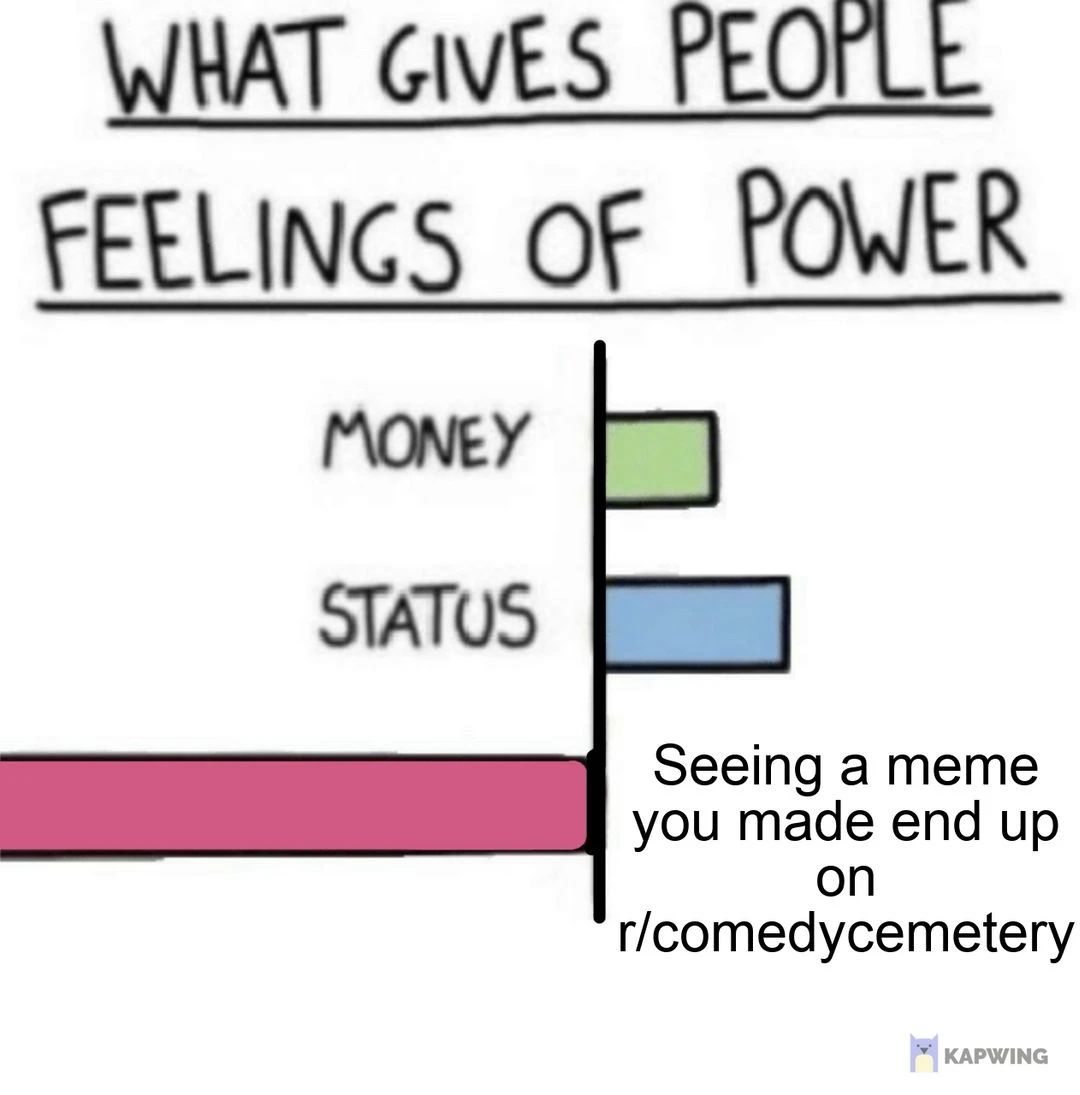 WHAT GIVES PEOPLE
FEELINGS OF POWER
MONEY
STATUS
Seeing a meme
you made end up
on
r/comedycemetery
KAPWING